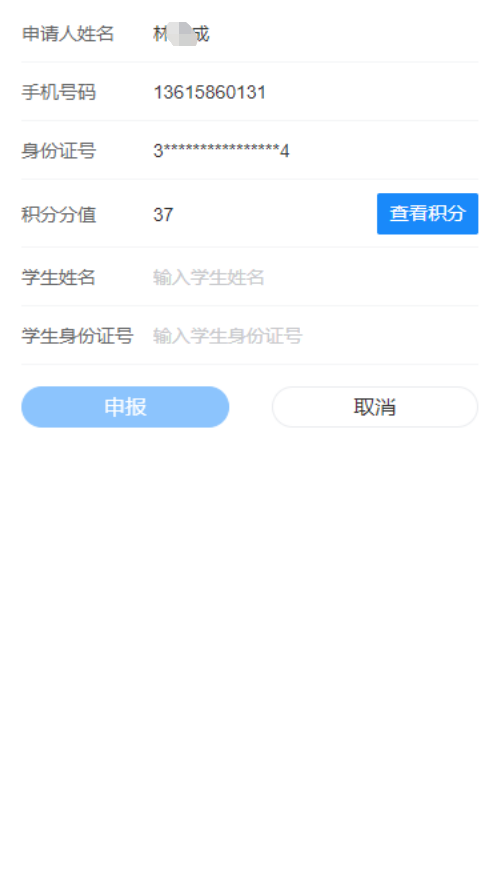 申请人姓名 林 成
手机号码 13615860131
身份证号 3****************4
积分分值 37 查看积分
学生姓名 输入学生姓名
学生身份证号 输入学生身份证号
申报 取消